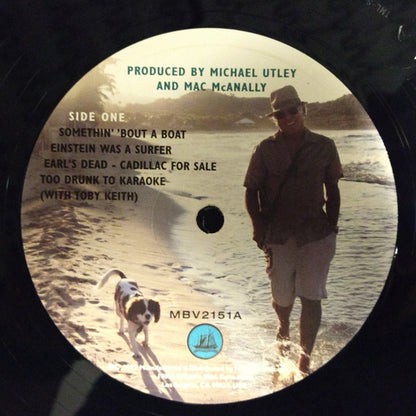 PRODUCED BY MICHAEL UTLEY
AND MAC McANALLY
SIDE ONE
SOMETHIN' 'BOUT A BOAT
EINSTEIN WAS A SURFER
EARL'S DEAD - CADILLAC FOR SALE
TOO DRUNK TO KARAOKE
(WITH TOBY KEITH)
MBV2151A